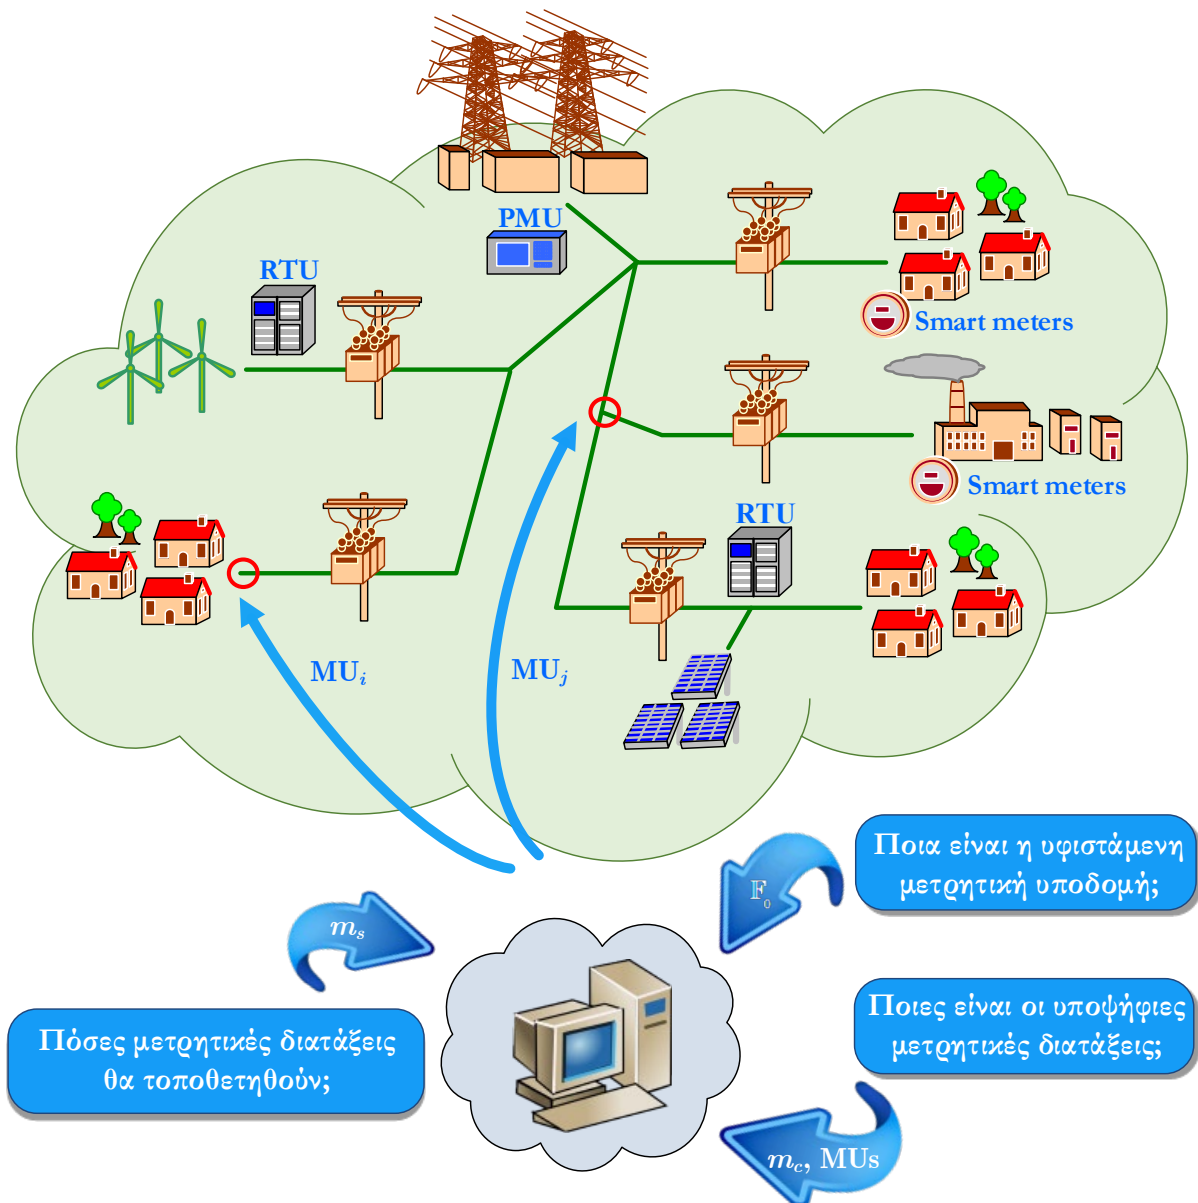 PMU
RTU
Smart meters
Smart meters
RTU
MUᵢ
MUⱼ
Ποια είναι η υφιστάμενη
μετρητική υποδομή;
𝔽₀
mₛ
Ποιες είναι οι υποψήφιες
μετρητικές διατάξεις;
Πόσες μετρητικές διατάξεις
θα τοποθετηθούν;
m_c, MUs